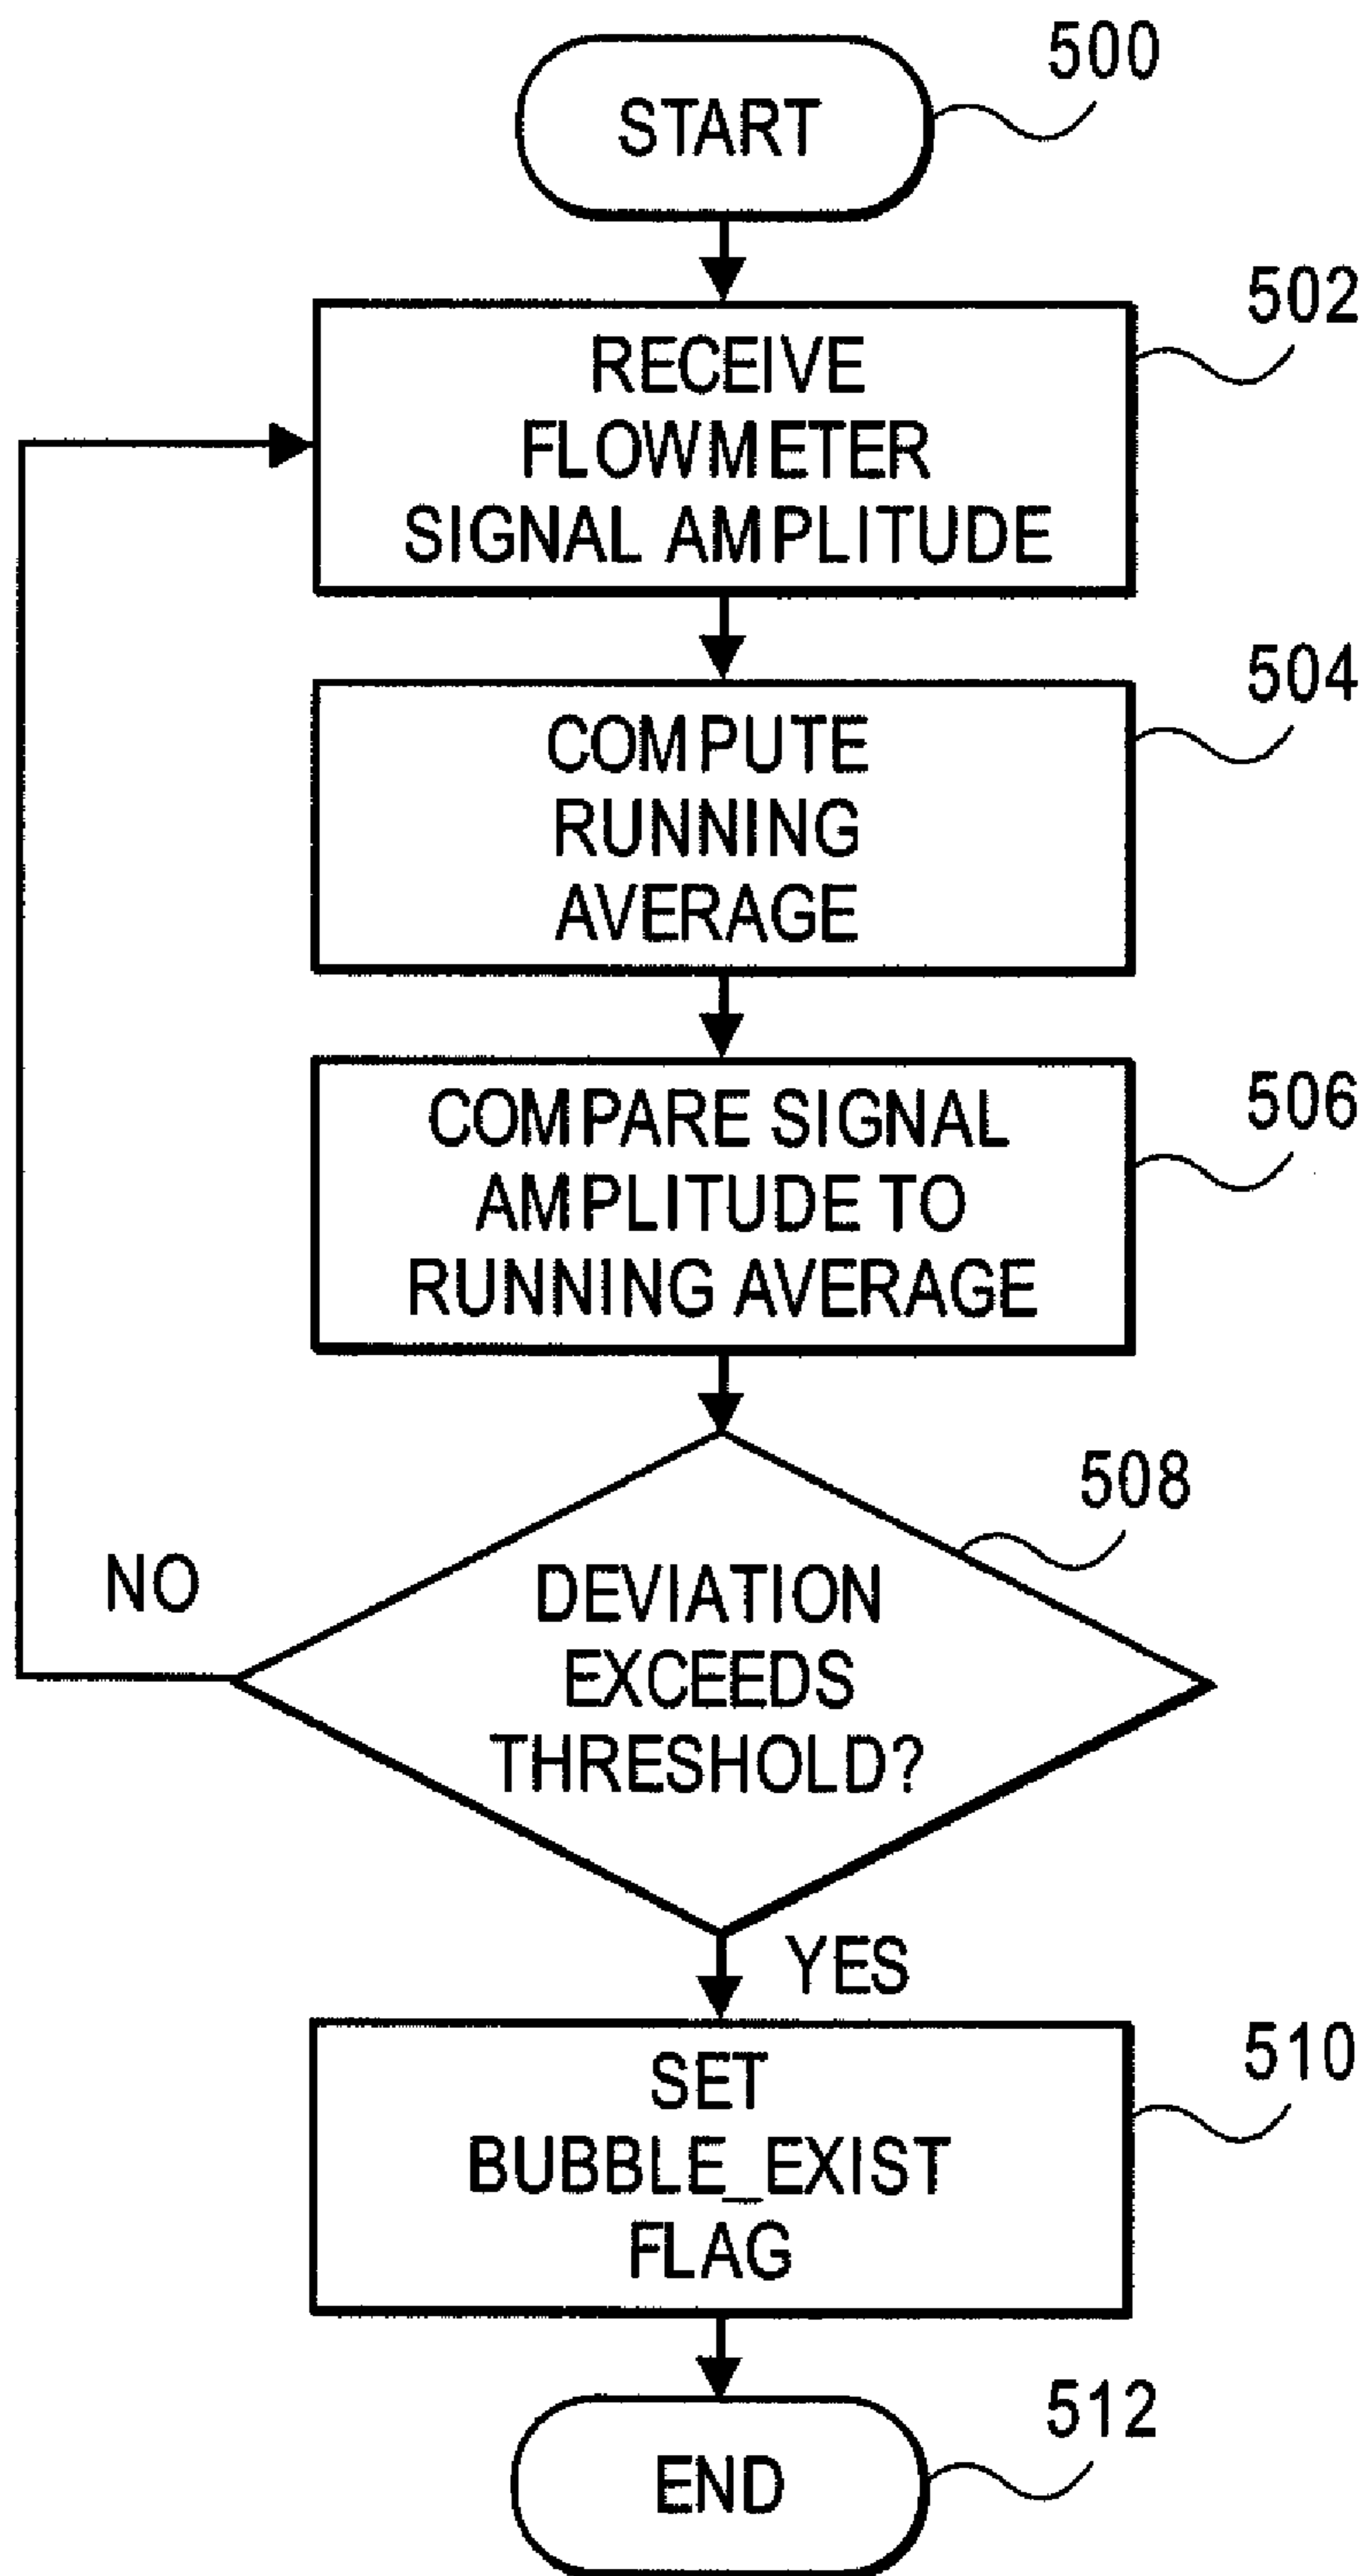 500
START
502
RECEIVE
FLOWMETER
SIGNAL AMPLITUDE
504
COMPUTE
RUNNING
AVERAGE
506
COMPARE SIGNAL
AMPLITUDE TO
RUNNING AVERAGE
508
DEVIATION
EXCEEDS
THRESHOLD?
NO
YES
510
SET
BUBBLE_EXIST
FLAG
512
END